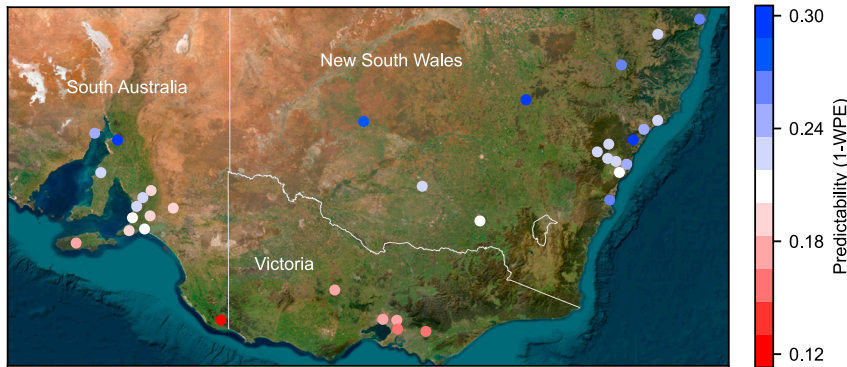 New South Wales
South Australia
Victoria
0.30
0.24
0.18
0.12
Predictability (1-WPE)